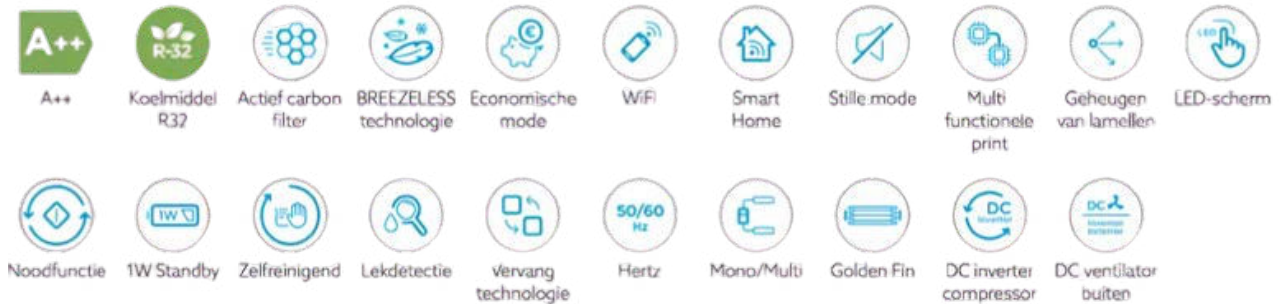 A++
R-32
€
LED
A++
Koelmiddel
R32
Actief carbon
filter
BREEZELESS
technologie
Economische
mode
WiFi
Smart
Home
Stille mode
Multi
functionele
print
Geheugen
van lamellen
LED-scherm
1W
50/60
Hz
DC
Inverter
DC
Noodfunctie
1W Standby
Zelfreinigend
Lekdetectie
Vervang
technologie
Hertz
Mono/Multi
Golden Fin
DC inverter
compressor
DC ventilator
buiten